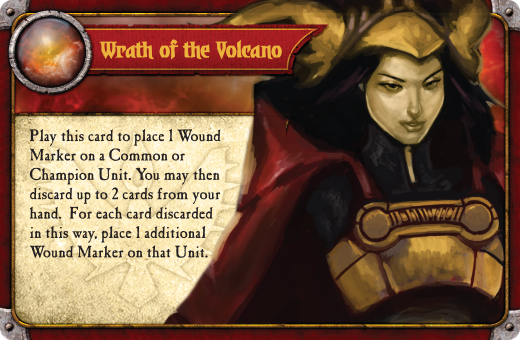 Wrath of the Volcano
Play this card to place 1 Wound
Marker on a Common or
Champion Unit. You may then
discard up to 2 cards from your
hand.  For each card discarded
in this way, place 1 additional
Wound Marker on that Unit.